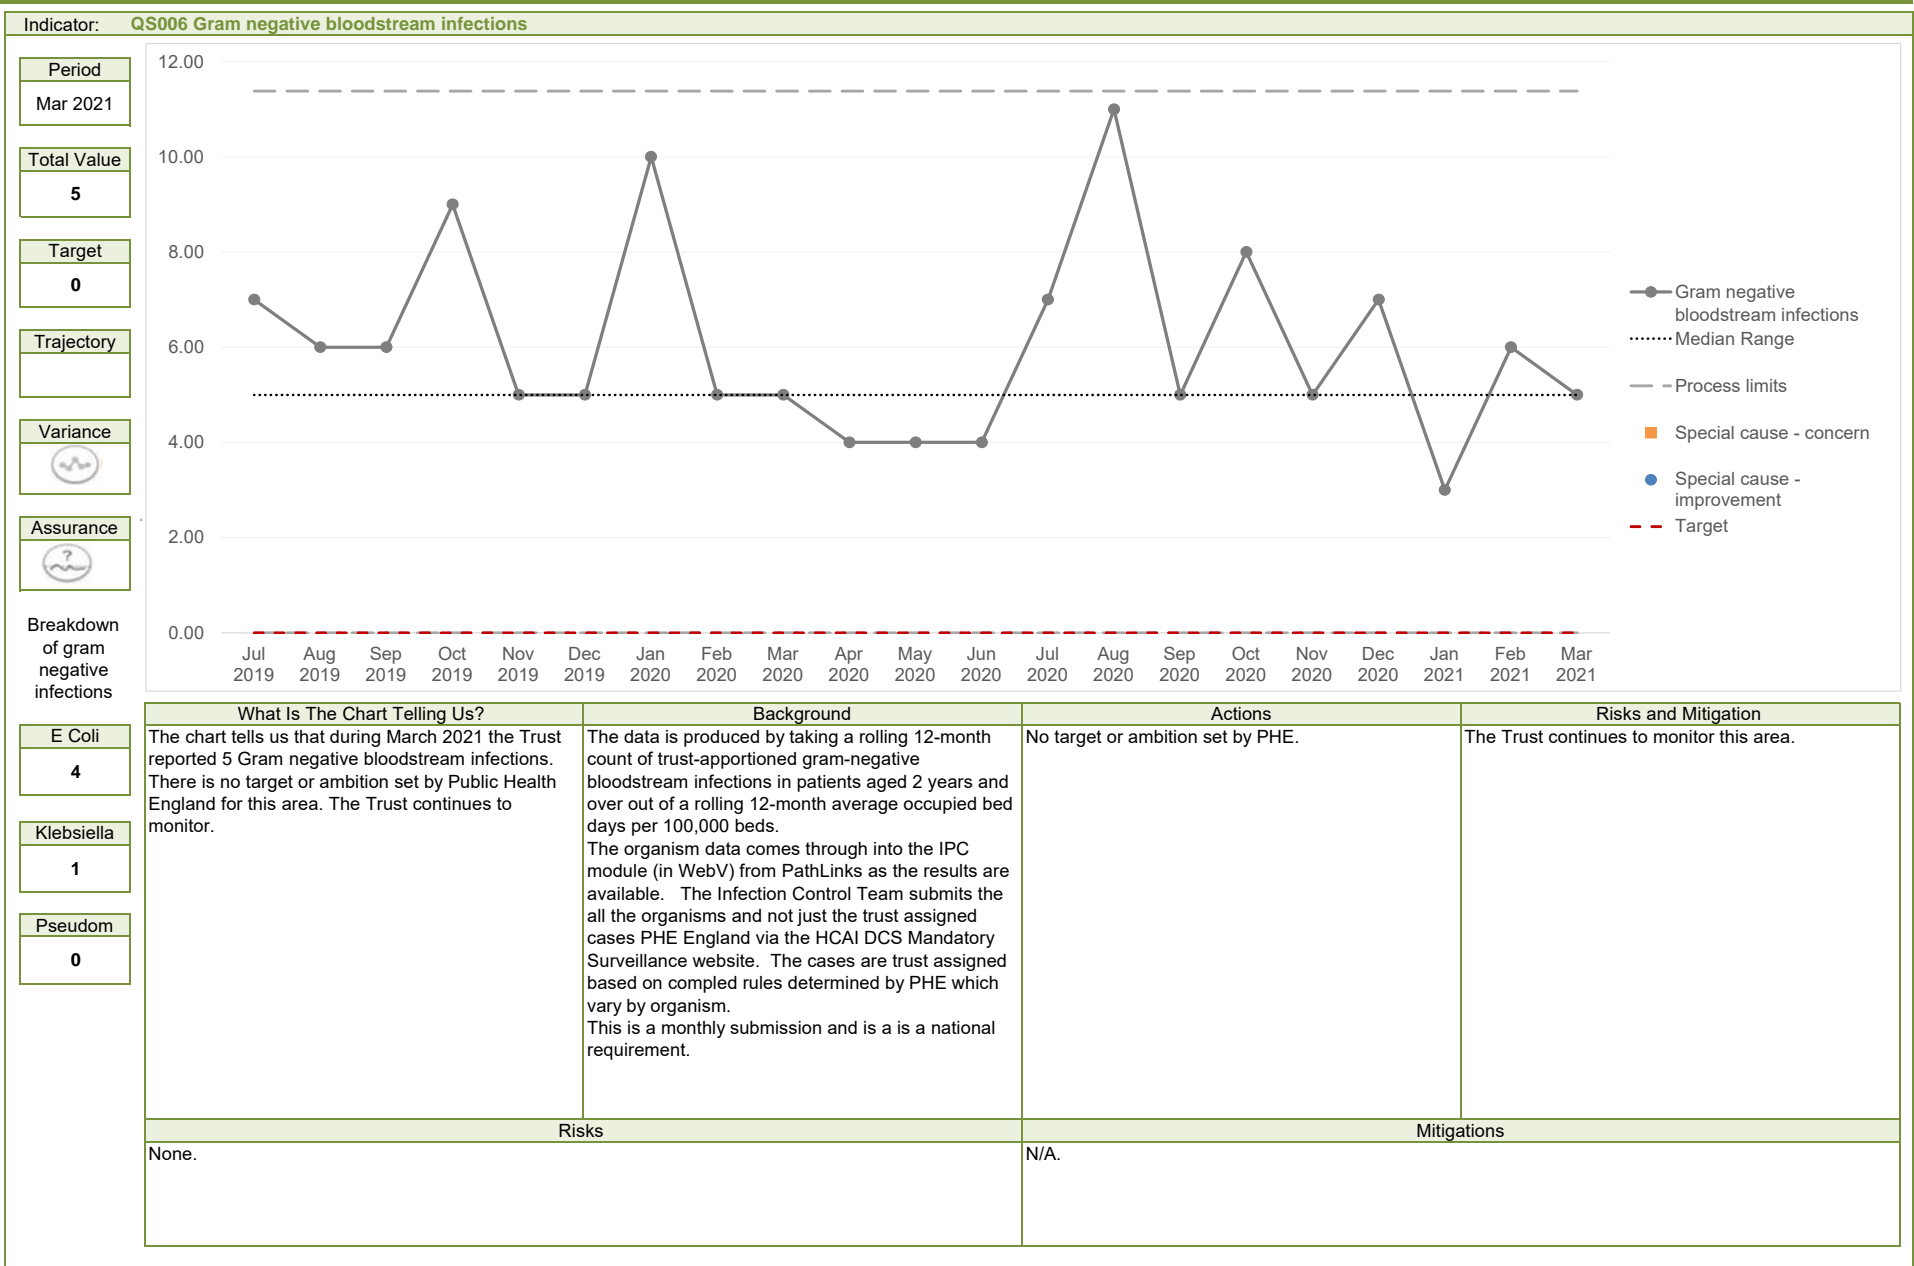 Indicator: QS006 Gram negative bloodstream infections
Period
Mar 2021
Total Value
5
Target
0
Trajectory
Variance
Assurance
?
Breakdown
of gram
negative
infections
E Coli
4
Klebsiella
1
Pseudom
0
12.00
10.00
8.00
6.00
4.00
2.00
0.00
Jul Aug Sep Oct Nov Dec Jan Feb Mar Apr May Jun Jul Aug Sep Oct Nov Dec Jan Feb Mar
2019 2019 2019 2019 2019 2019 2020 2020 2020 2020 2020 2020 2020 2020 2020 2020 2020 2020 2021 2021 2021
Gram negative
bloodstream infections
Median Range
Process limits
Special cause - concern
Special cause -
improvement
Target
What Is The Chart Telling Us?
The chart tells us that during March 2021 the Trust
reported 5 Gram negative bloodstream infections.
There is no target or ambition set by Public Health
England for this area. The Trust continues to
monitor.
Background
The data is produced by taking a rolling 12-month
count of trust-apportioned gram-negative
bloodstream infections in patients aged 2 years and
over out of a rolling 12-month average occupied bed
days per 100,000 beds.
The organism data comes through into the IPC
module (in WebV) from PathLinks as the results are
available. The Infection Control Team submits the
all the organisms and not just the trust assigned
cases PHE England via the HCAI DCS Mandatory
Surveillance website. The cases are trust assigned
based on compled rules determined by PHE which
vary by organism.
This is a monthly submission and is a is a national
requirement.
Actions
No target or ambition set by PHE.
Risks and Mitigation
The Trust continues to monitor this area.
Risks
None.
Mitigations
N/A.